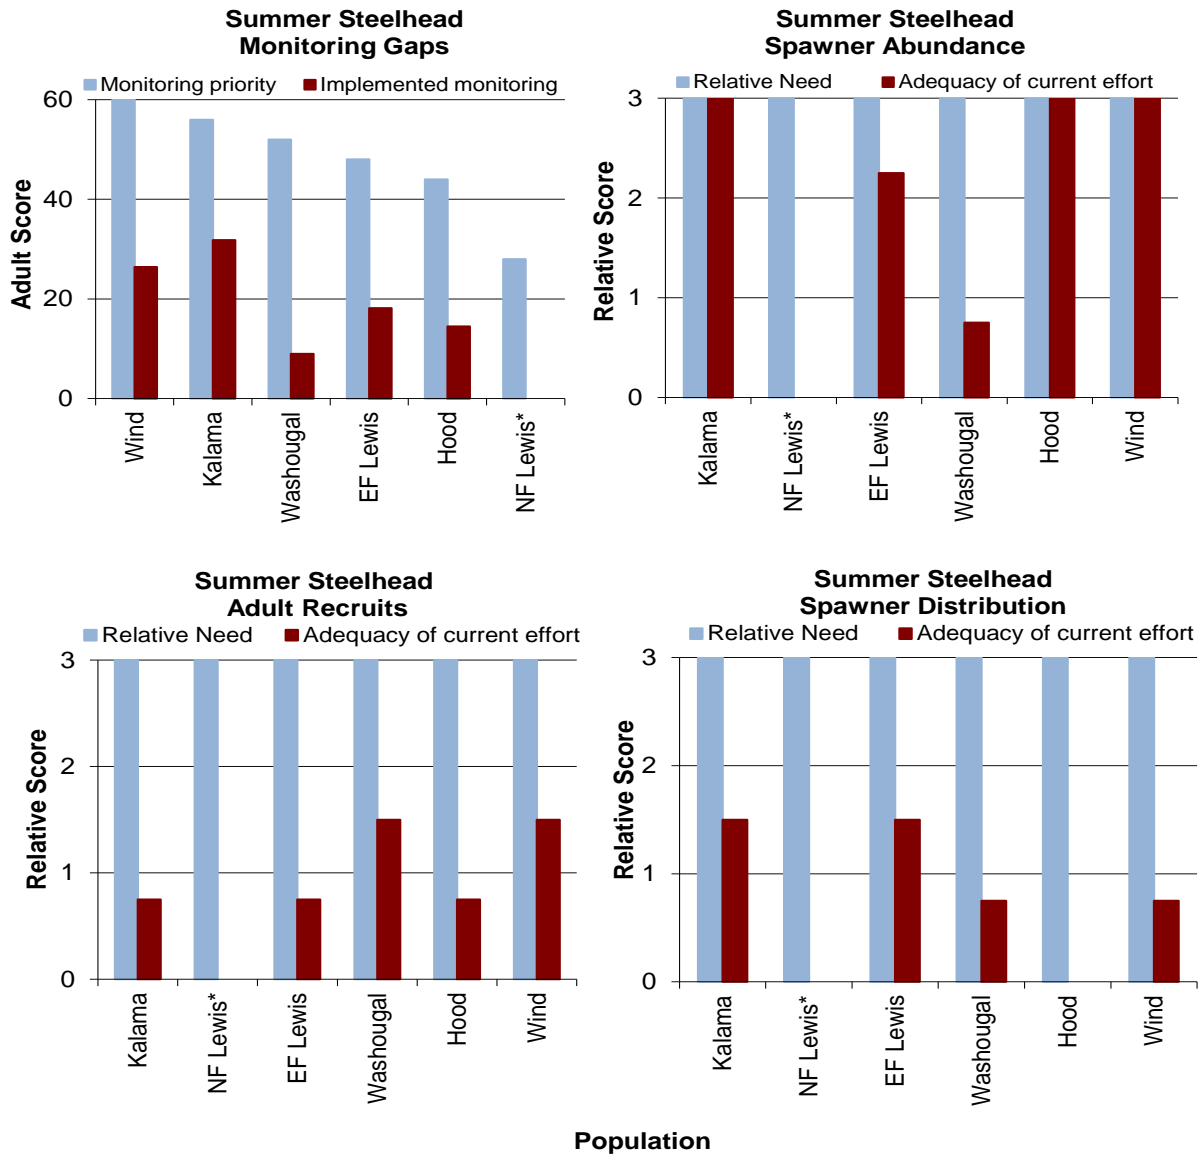 Summer Steelhead
Monitoring Gaps
Monitoring priority Implemented monitoring
Adult Score
60
40
20
0
Wind
Kalama
Washougal
EF Lewis
Hood
NF Lewis*
Summer Steelhead
Spawner Abundance
Relative Need Adequacy of current effort
Relative Score
3
2
1
0
Kalama
NF Lewis*
EF Lewis
Washougal
Hood
Wind
Summer Steelhead
Adult Recruits
Relative Need Adequacy of current effort
Relative Score
3
2
1
0
Kalama
NF Lewis*
EF Lewis
Washougal
Hood
Wind
Summer Steelhead
Spawner Distribution
Relative Need Adequacy of current effort
Relative Score
3
2
1
0
Kalama
NF Lewis*
EF Lewis
Washougal
Hood
Wind
Population